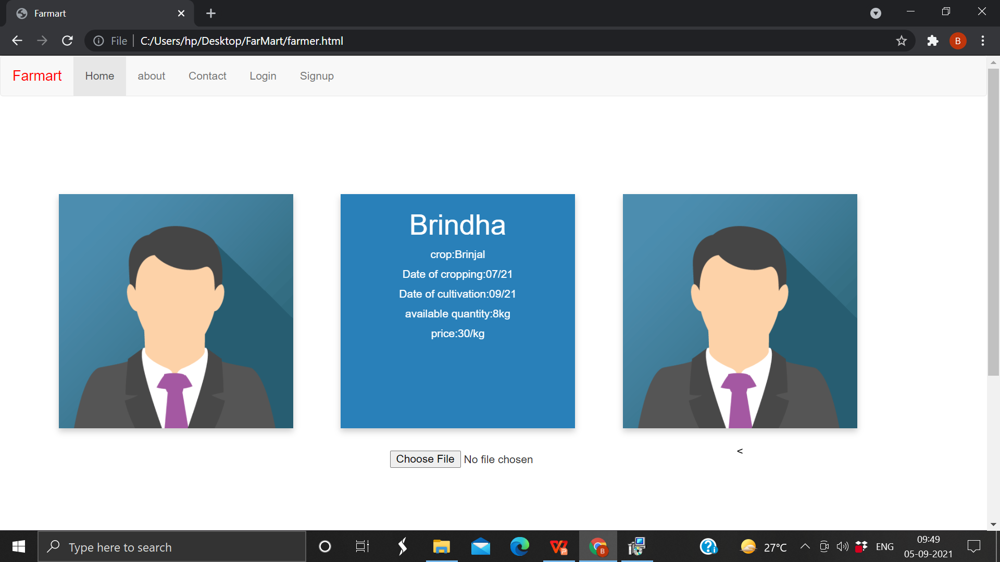 Farmart
File C:/Users/hp/Desktop/FarMart/farmer.html
B
Farmart Home about Contact Login Signup
Brindha
crop:Brinjal
Date of cropping:07/21
Date of cultivation:09/21
available quantity:8kg
price:30/kg
<
Choose File No file chosen
Type here to search
B
27°C
ENG
09:49
05-09-2021